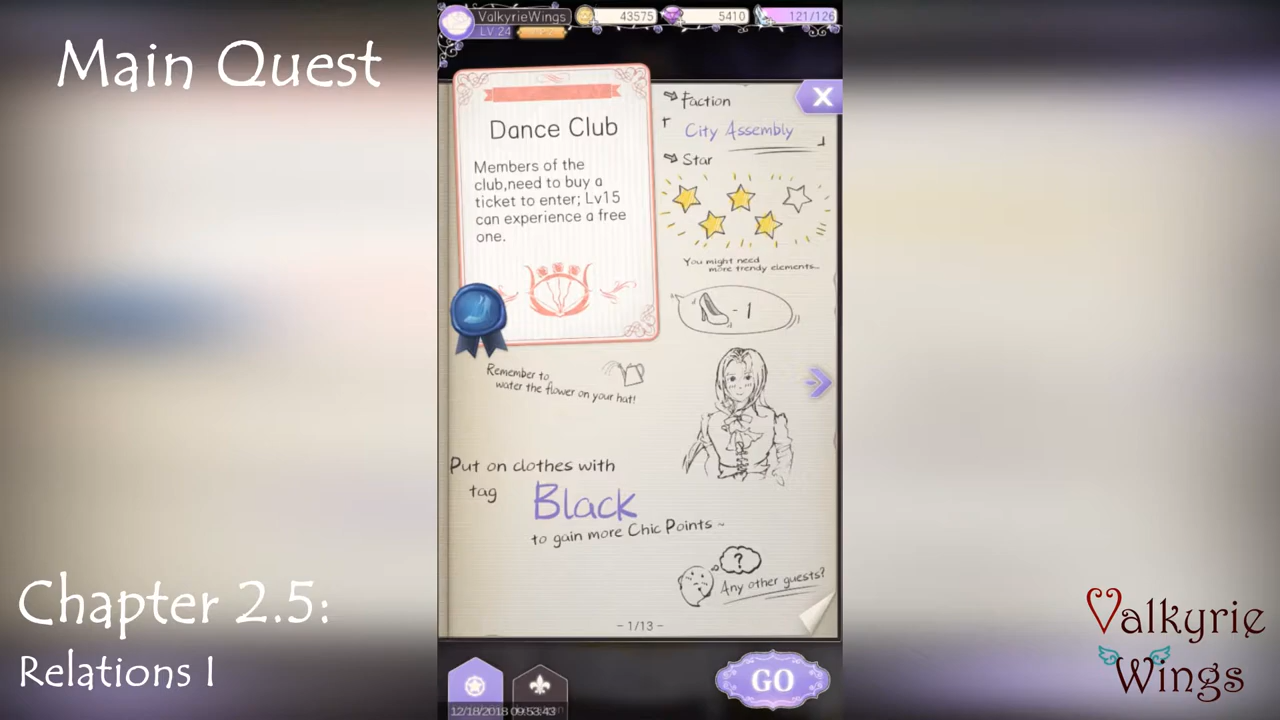 Main Quest
ValkyrieWings
43575
5410
121/126
LV.24
Dance Club
Members of the
club,need to buy a
ticket to enter; Lv15
can experience a free
one.
Faction
City Assembly
Star
You might need
more trendy elements...
- 1
Remember to
water the flower on your hat!
Put on clothes with
tag
Black
to gain more Chic Points ~
?
Any other guests?
- 1/13 -
GO
12/18/2018 09:53:43
Chapter 2.5:
Relations I
Valkyrie
Wings